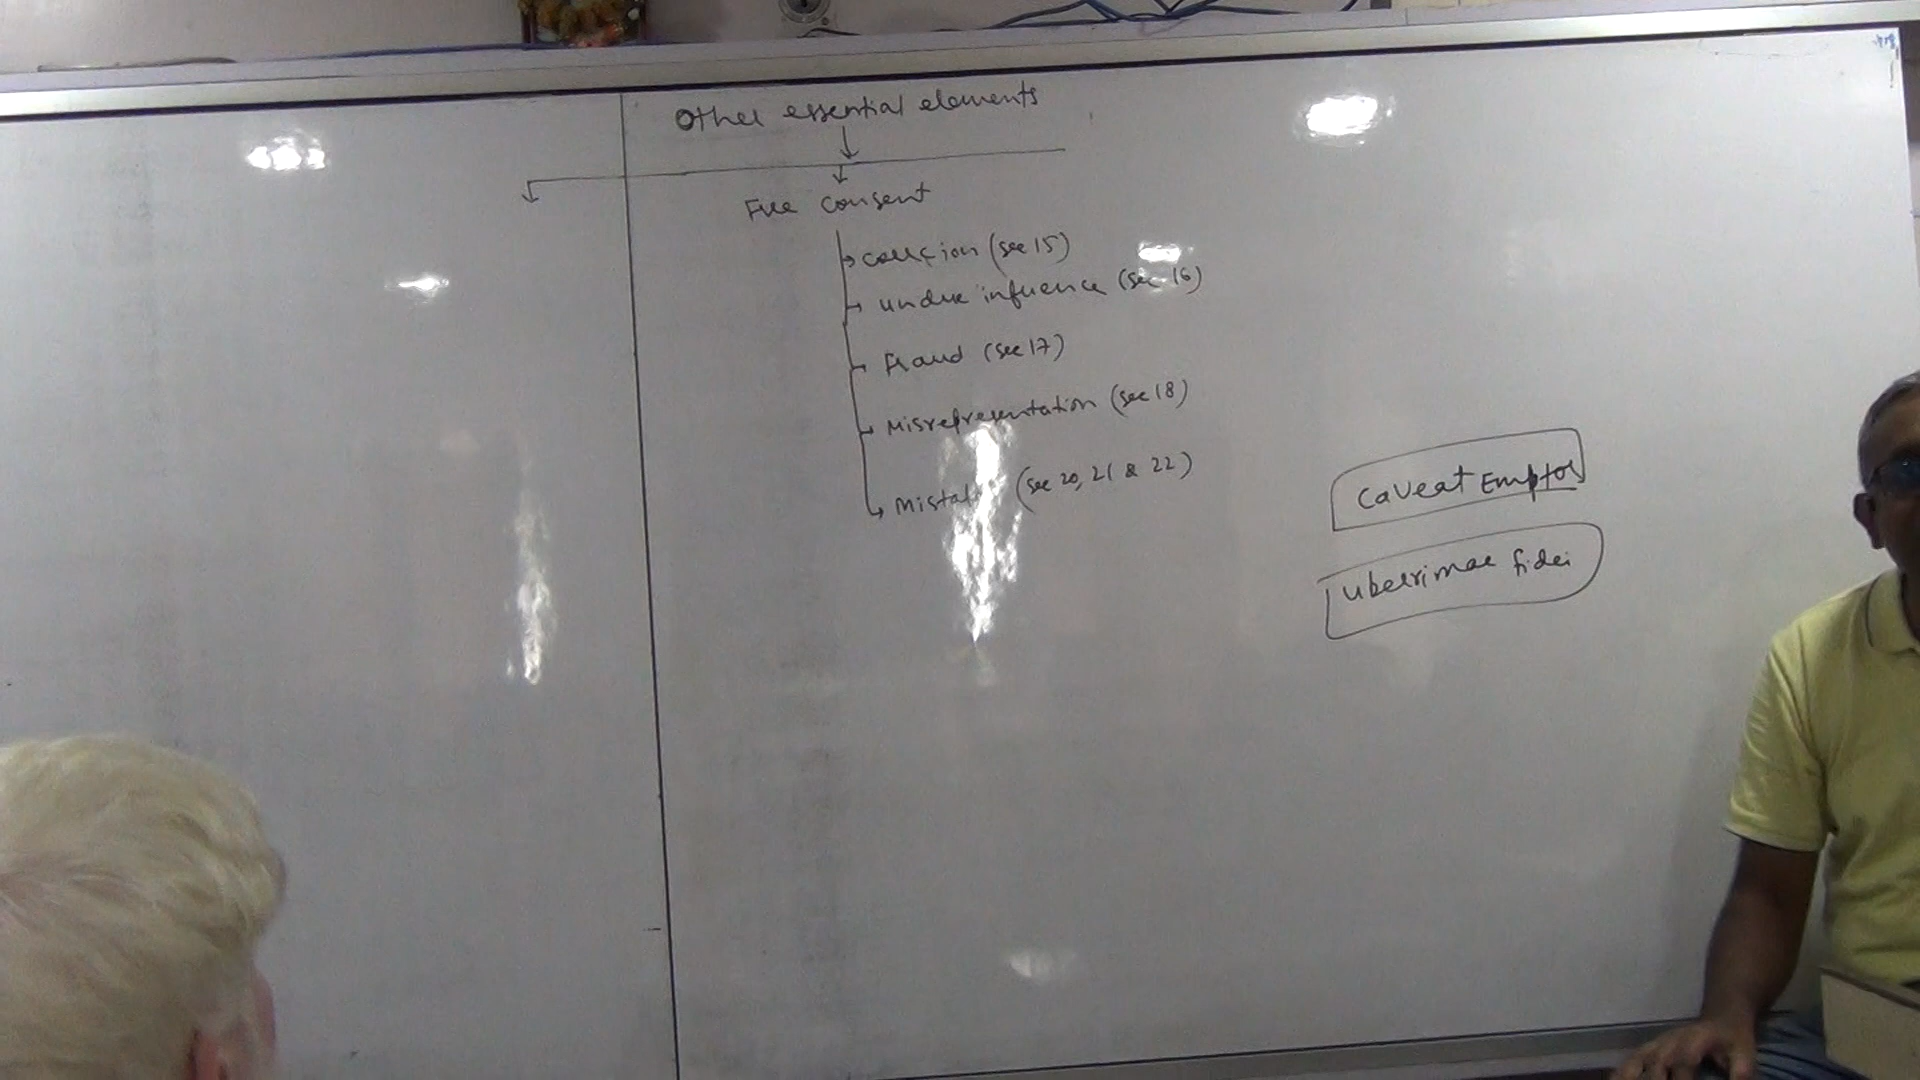 Other essential elements
Free consent
coercion (sec 15)
undue influence (sec 16)
fraud (sec 17)
Misrepresentation (sec 18)
Mistake (sec 20, 21 & 22)
Caveat Emptor
uberrimae fidei